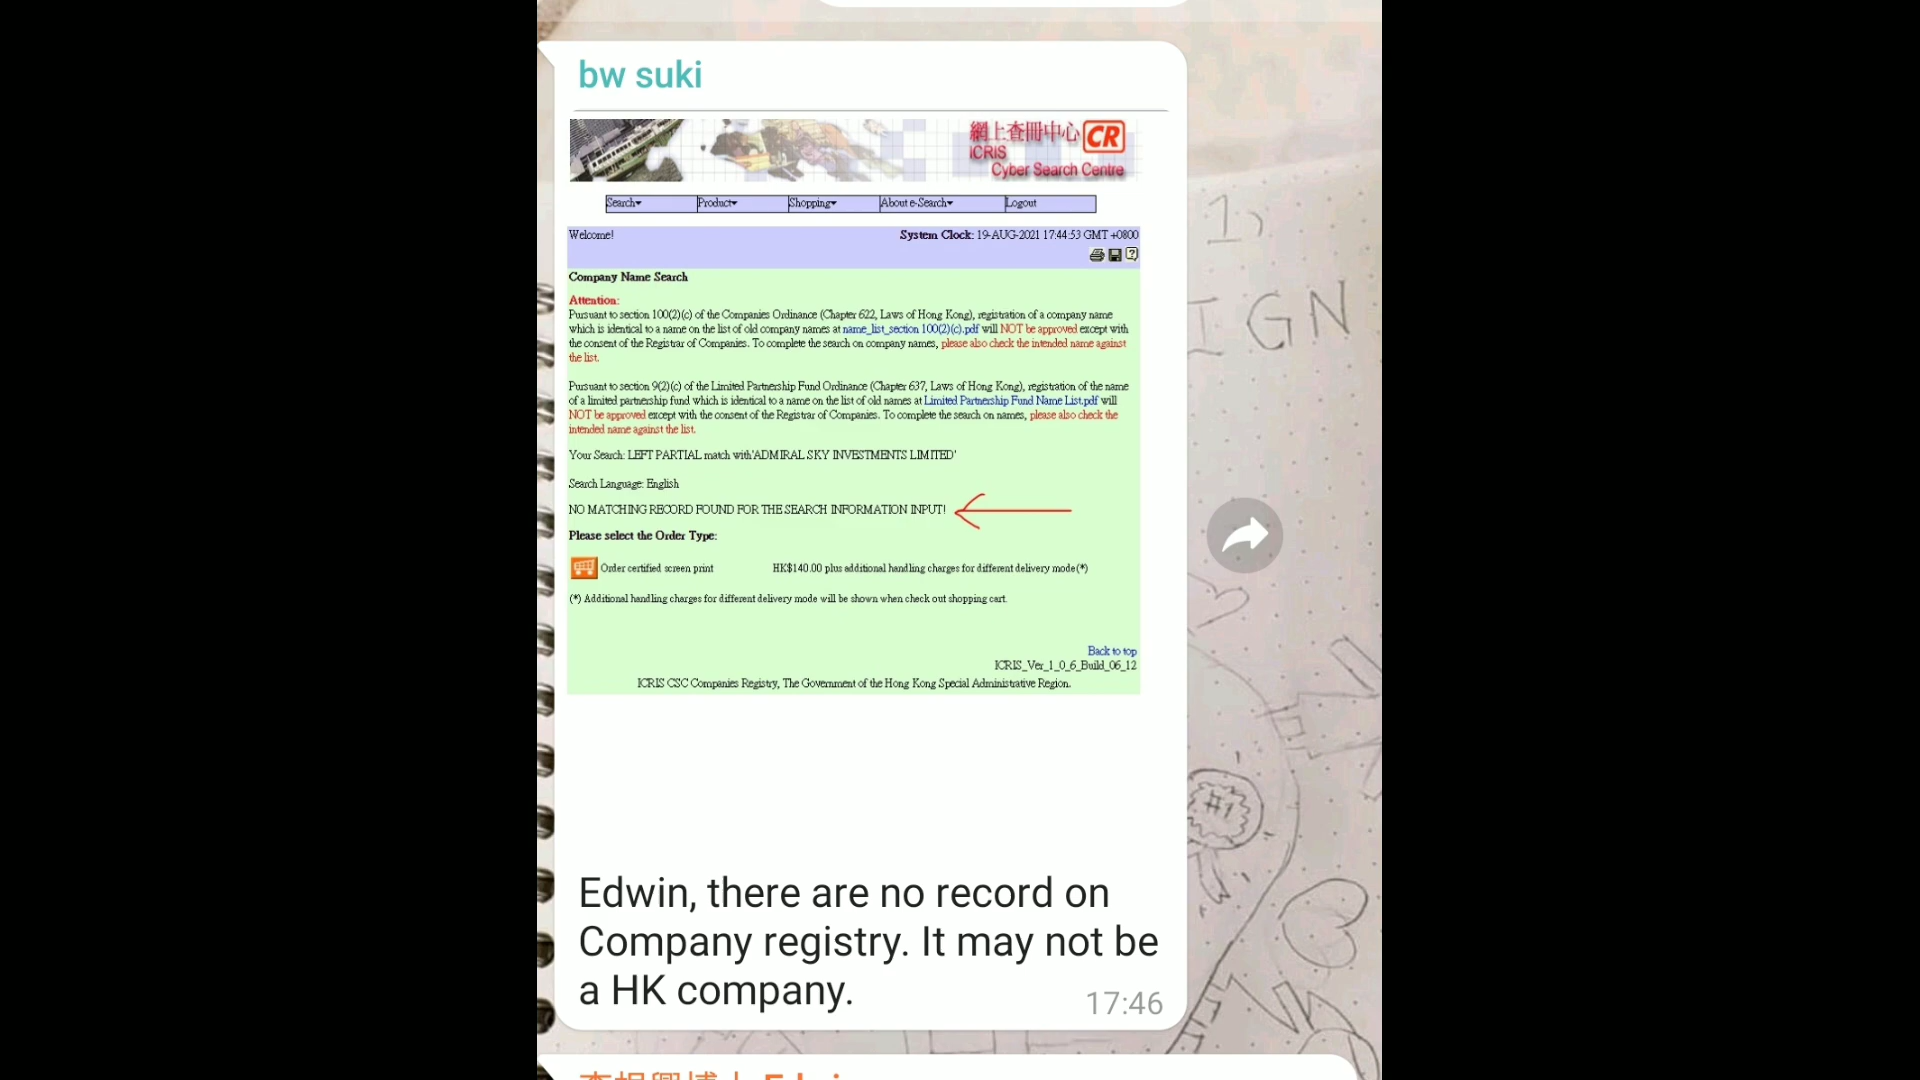 bw suki
網上查冊中心 CR
ICRIS
Cyber Search Centre
Search Product Shopping About e-Search Logout
Welcome! System Clock: 19-AUG-2021 17:44:53 GMT +0800
Company Name Search
Attention:
Pursuant to section 100(2)(c) of the Companies Ordinance (Chapter 622, Laws of Hong Kong), registration of a company name
which is identical to a name on the list of old company names at name_list_section 100(2)(c).pdf will NOT be approved except with
the consent of the Registrar of Companies. To complete the search on company names, please also check the intended name against
the list.
Pursuant to section 9(2)(c) of the Limited Partnership Fund Ordinance (Chapter 637, Laws of Hong Kong), registration of the name
of a limited partnership fund which is identical to a name on the list of old names at Limited Partnership Fund Name List.pdf will
NOT be approved except with the consent of the Registrar of Companies. To complete the search on names, please also check the
intended name against the list.
Your Search: LEFT PARTIAL match with'ADMIRAL SKY INVESTMENTS LIMITED'
Search Language: English
NO MATCHING RECORD FOUND FOR THE SEARCH INFORMATION INPUT!
Please select the Order Type:
Order certified screen print HK$140.00 plus additional handling charges for different delivery mode(*)
(*) Additional handling charges for different delivery mode will be shown when check out shopping cart.
Back to top
ICRIS_Ver_1_0_6_Build_06_12
ICRIS CSC Companies Registry, The Government of the Hong Kong Special Administrative Region.
Edwin, there are no record on
Company registry. It may not be
a HK company.
17:46
IGN
#1